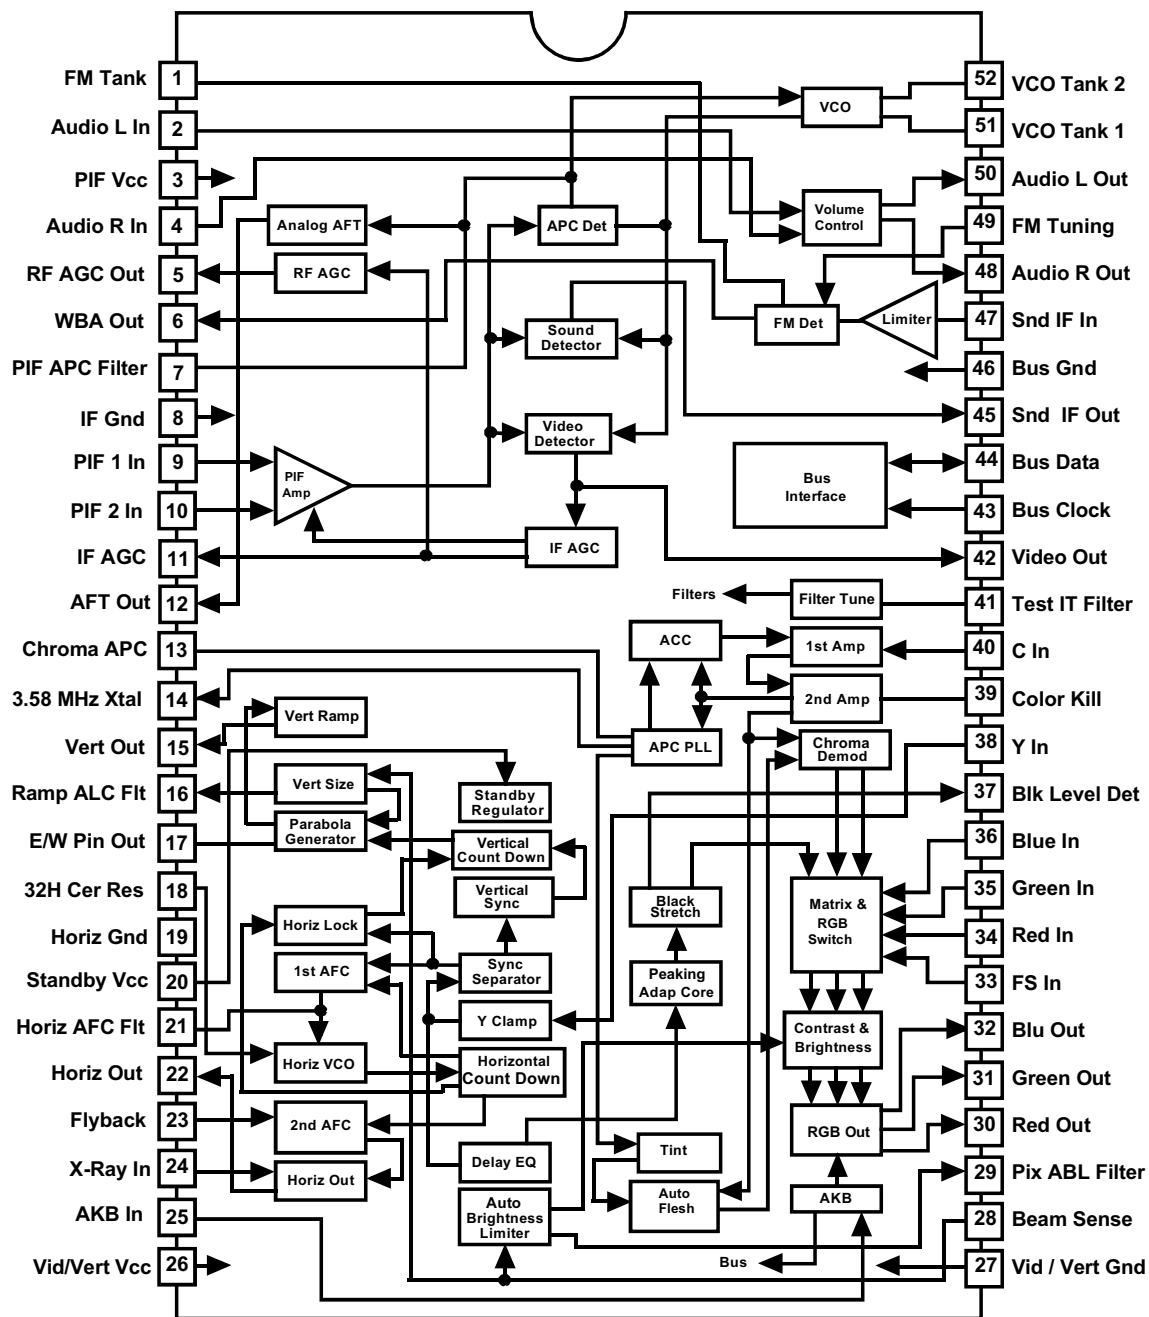 FM Tank 1
Audio L In 2
PIF Vcc 3
Audio R In 4
RF AGC Out 5
WBA Out 6
PIF APC Filter 7
IF Gnd 8
PIF 1 In 9
PIF 2 In 10
IF AGC 11
AFT Out 12
Chroma APC 13
3.58 MHz Xtal 14
Vert Out 15
Ramp ALC Flt 16
E/W Pin Out 17
32H Cer Res 18
Horiz Gnd 19
Standby Vcc 20
Horiz AFC Flt 21
Horiz Out 22
Flyback 23
X-Ray In 24
AKB In 25
Vid/Vert Vcc 26
52 VCO Tank 2
51 VCO Tank 1
50 Audio L Out
49 FM Tuning
48 Audio R Out
47 Snd IF In
46 Bus Gnd
45 Snd IF Out
44 Bus Data
43 Bus Clock
42 Video Out
41 Test IT Filter
40 C In
39 Color Kill
38 Y In
37 Blk Level Det
36 Blue In
35 Green In
34 Red In
33 FS In
32 Blu Out
31 Green Out
30 Red Out
29 Pix ABL Filter
28 Beam Sense
27 Vid / Vert Gnd
VCO
Volume
Control
Analog AFT
APC Det
RF AGC
FM Det
Limiter
Sound
Detector
Video
Detector
PIF
Amp
Bus
Interface
IF AGC
Filters
Filter Tune
ACC
1st Amp
2nd Amp
Vert Ramp
APC PLL
Chroma
Demod
Vert Size
Standby
Regulator
Parabola
Generator
Vertical
Count Down
Vertical
Sync
Black
Stretch
Matrix &
RGB
Switch
Horiz Lock
1st AFC
Sync
Separator
Peaking
Adap Core
Y Clamp
Contrast &
Brightness
Horiz VCO
Horizontal
Count Down
2nd AFC
RGB Out
Tint
Delay EQ
Horiz Out
Auto
Flesh
AKB
Auto
Brightness
Limiter
Bus